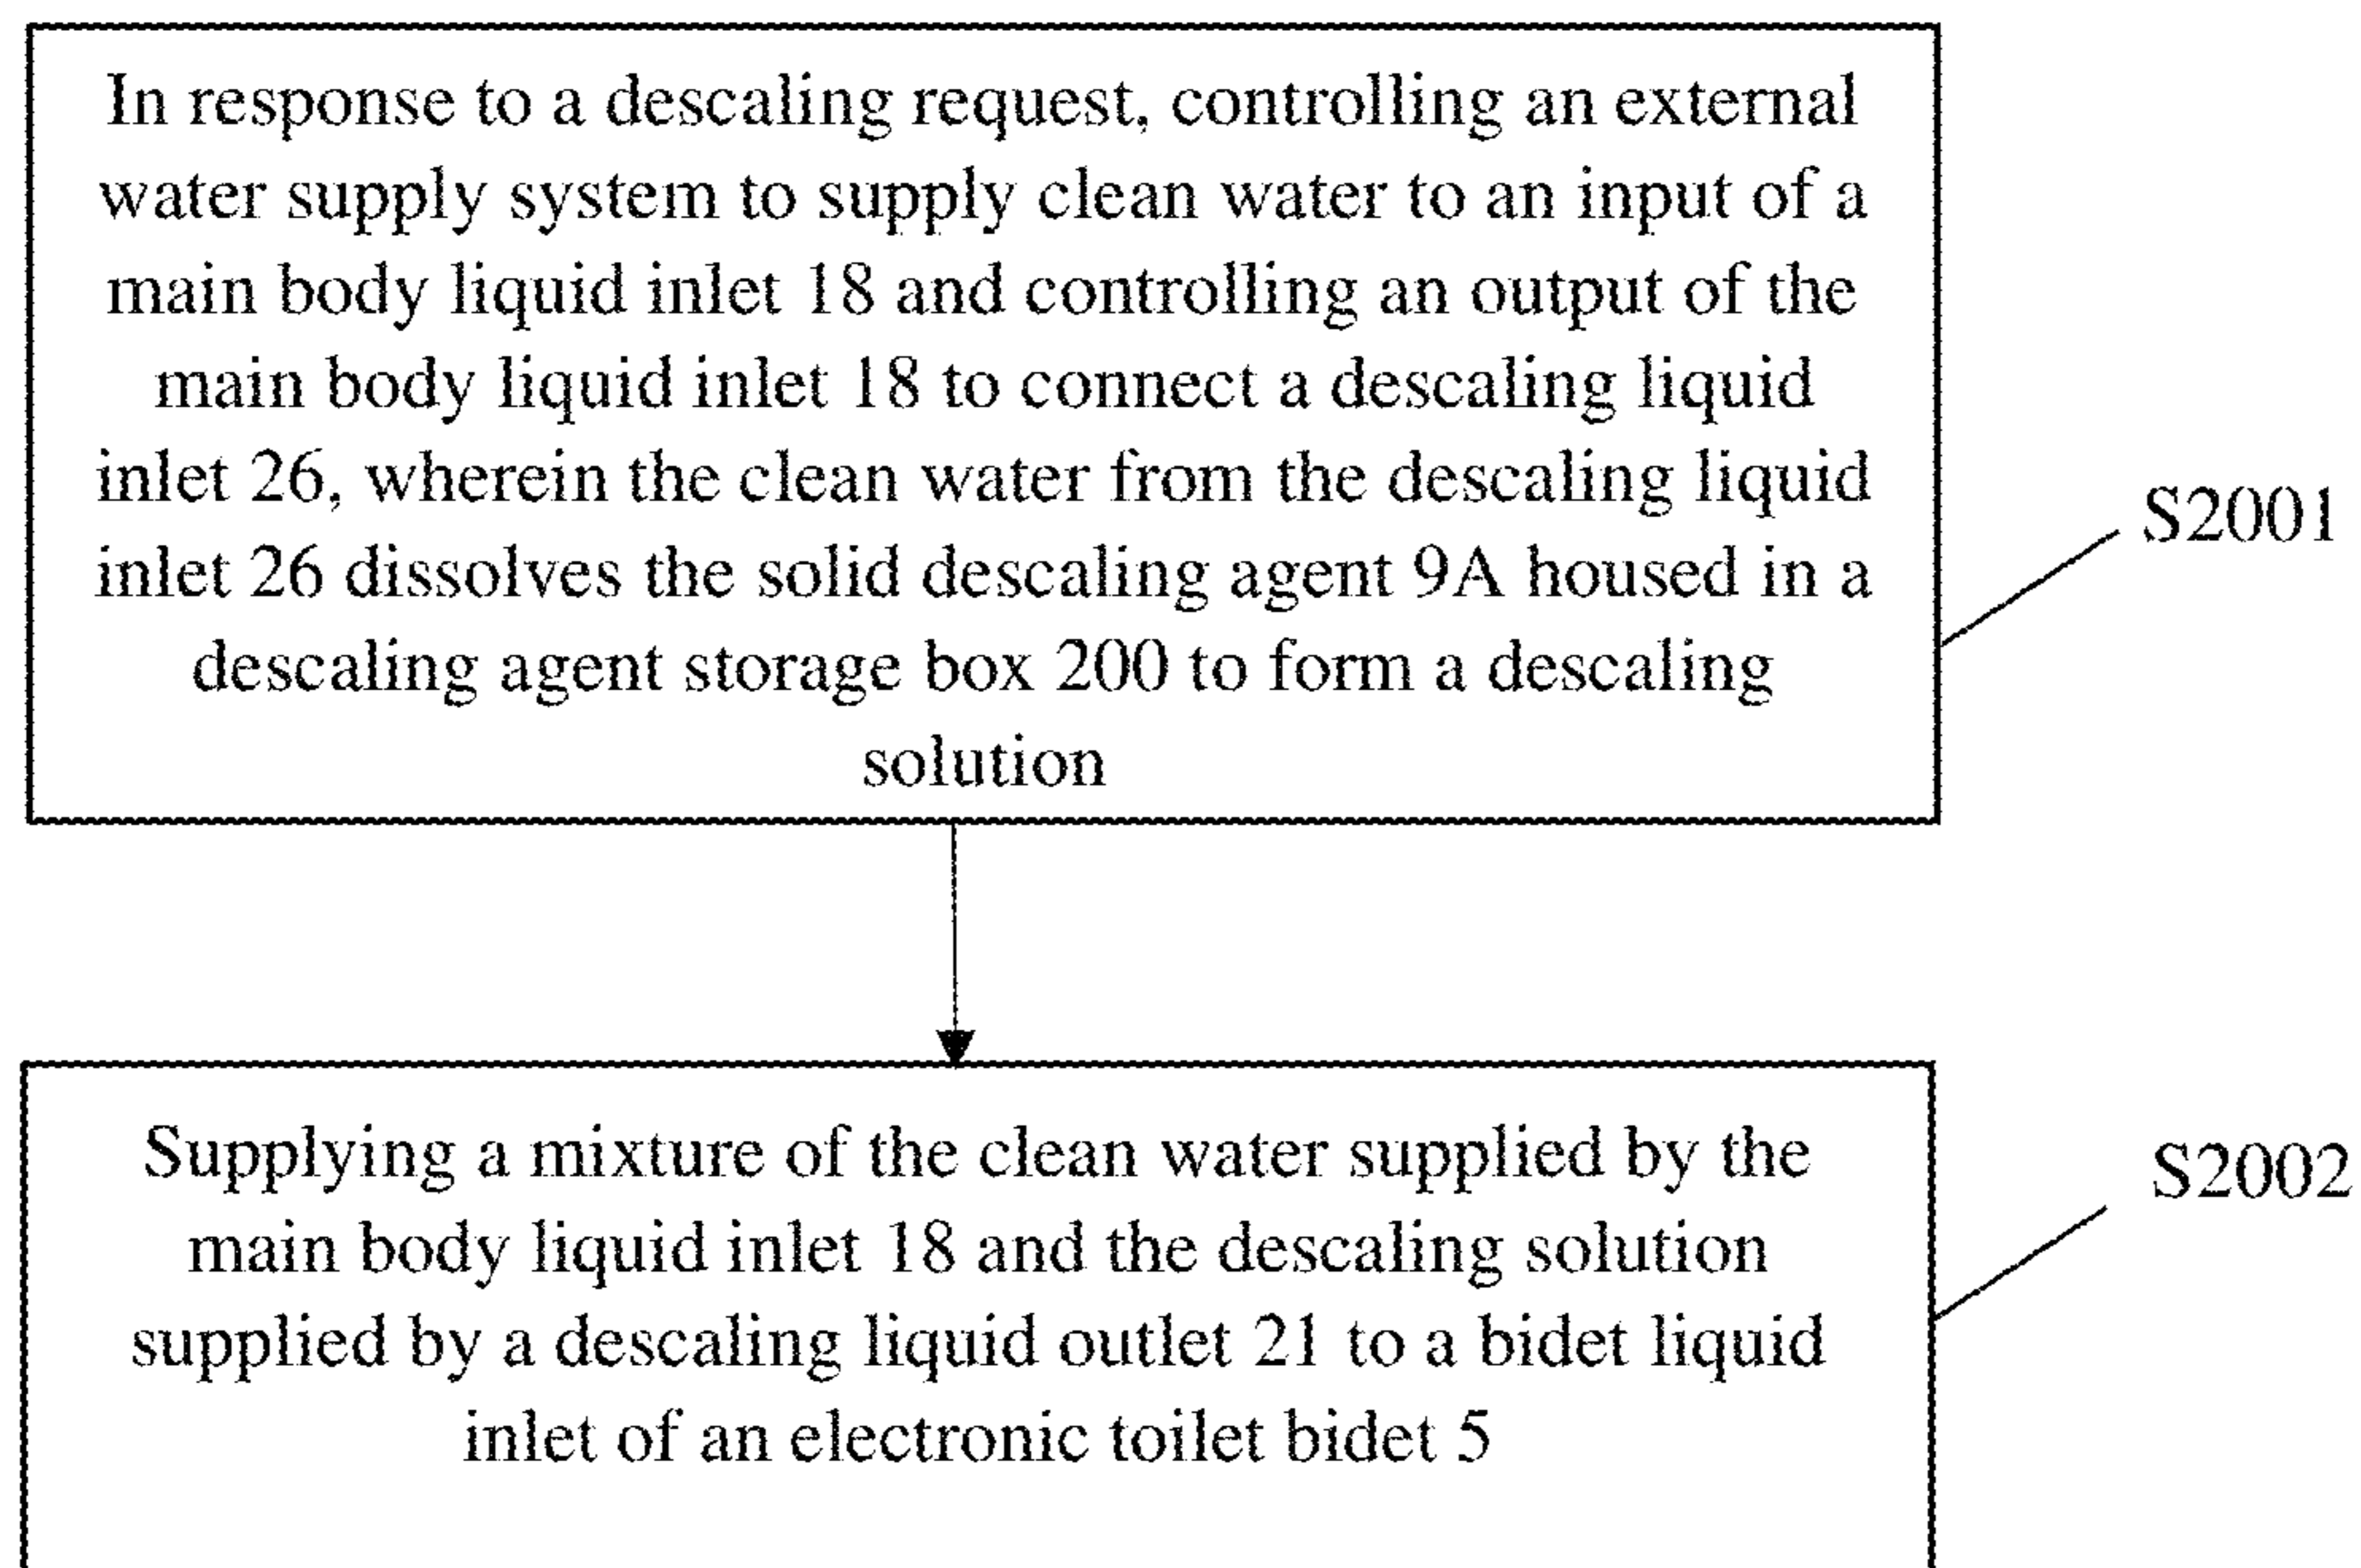 In response to a descaling request, controlling an external
water supply system to supply clean water to an input of a
main body liquid inlet 18 and controlling an output of the
main body liquid inlet 18 to connect a descaling liquid
inlet 26, wherein the clean water from the descaling liquid
inlet 26 dissolves the solid descaling agent 9A housed in a
descaling agent storage box 200 to form a descaling
solution
S2001
Supplying a mixture of the clean water supplied by the
main body liquid inlet 18 and the descaling solution
supplied by a descaling liquid outlet 21 to a bidet liquid
inlet of an electronic toilet bidet 5
S2002